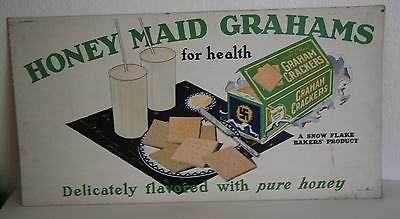 HONEY MAID GRAHAMS
for health
GRAHAM
CRACKERS
GRAHAM
CRACKERS
A SNOW FLAKE
BAKERS' PRODUCT
Delicately flavored with pure honey